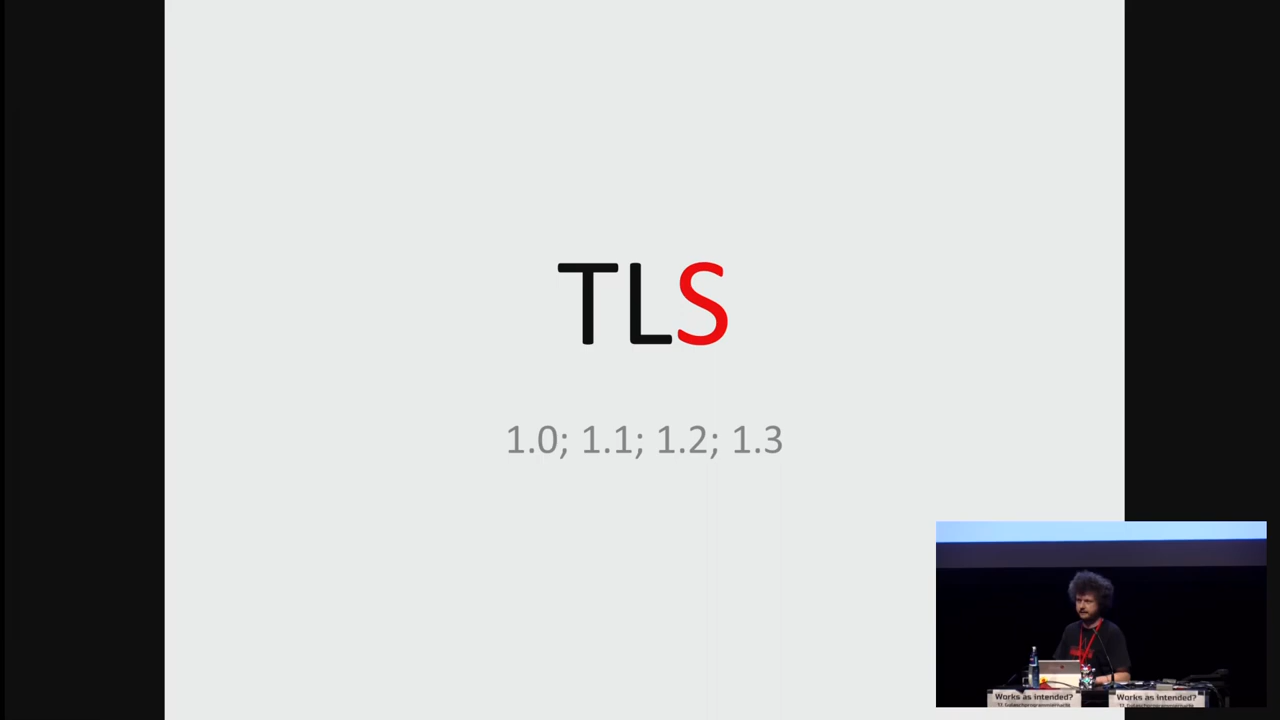 TLS
1.0; 1.1; 1.2; 1.3
Works as intended?
Works as intended?